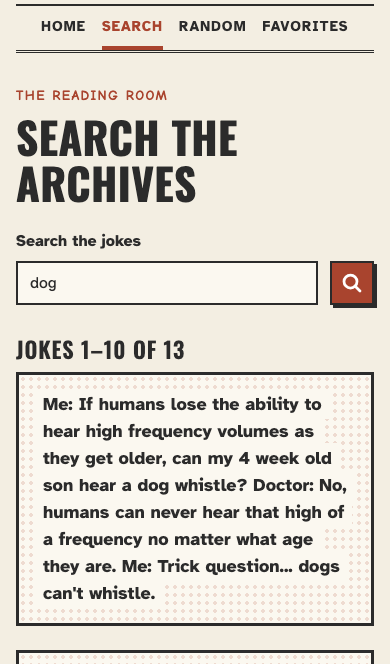 HOME SEARCH RANDOM FAVORITES
THE READING ROOM
SEARCH THE
ARCHIVES
Search the jokes
dog
JOKES 1–10 OF 13
Me: If humans lose the ability to
hear high frequency volumes as
they get older, can my 4 week old
son hear a dog whistle? Doctor: No,
humans can never hear that high of
a frequency no matter what age
they are. Me: Trick question... dogs
can't whistle.